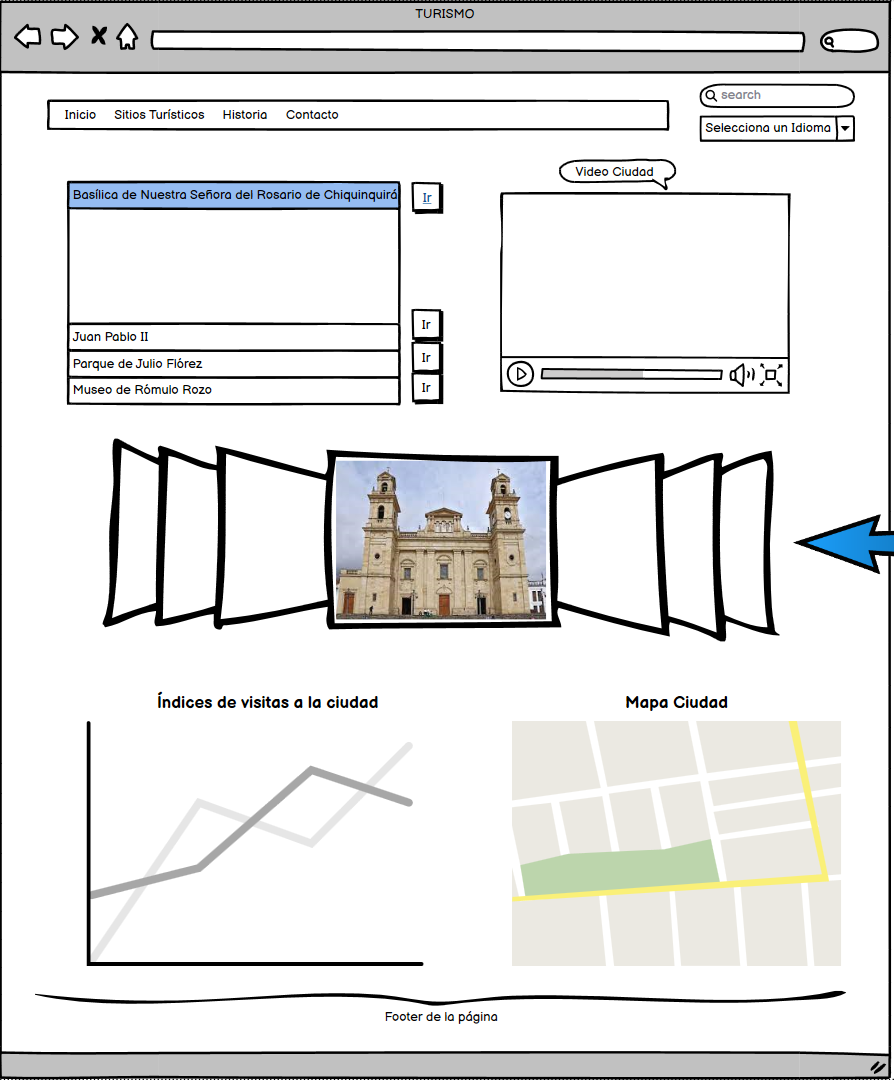 TURISMO
search
Inicio Sitios Turísticos Historia Contacto
Selecciona un Idioma
Video Ciudad
Basílica de Nuestra Señora del Rosario de Chiquinquirá
Ir
Juan Pablo II
Ir
Parque de Julio Flórez
Ir
Museo de Rómulo Rozo
Ir
Índices de visitas a la ciudad
Mapa Ciudad
Footer de la página